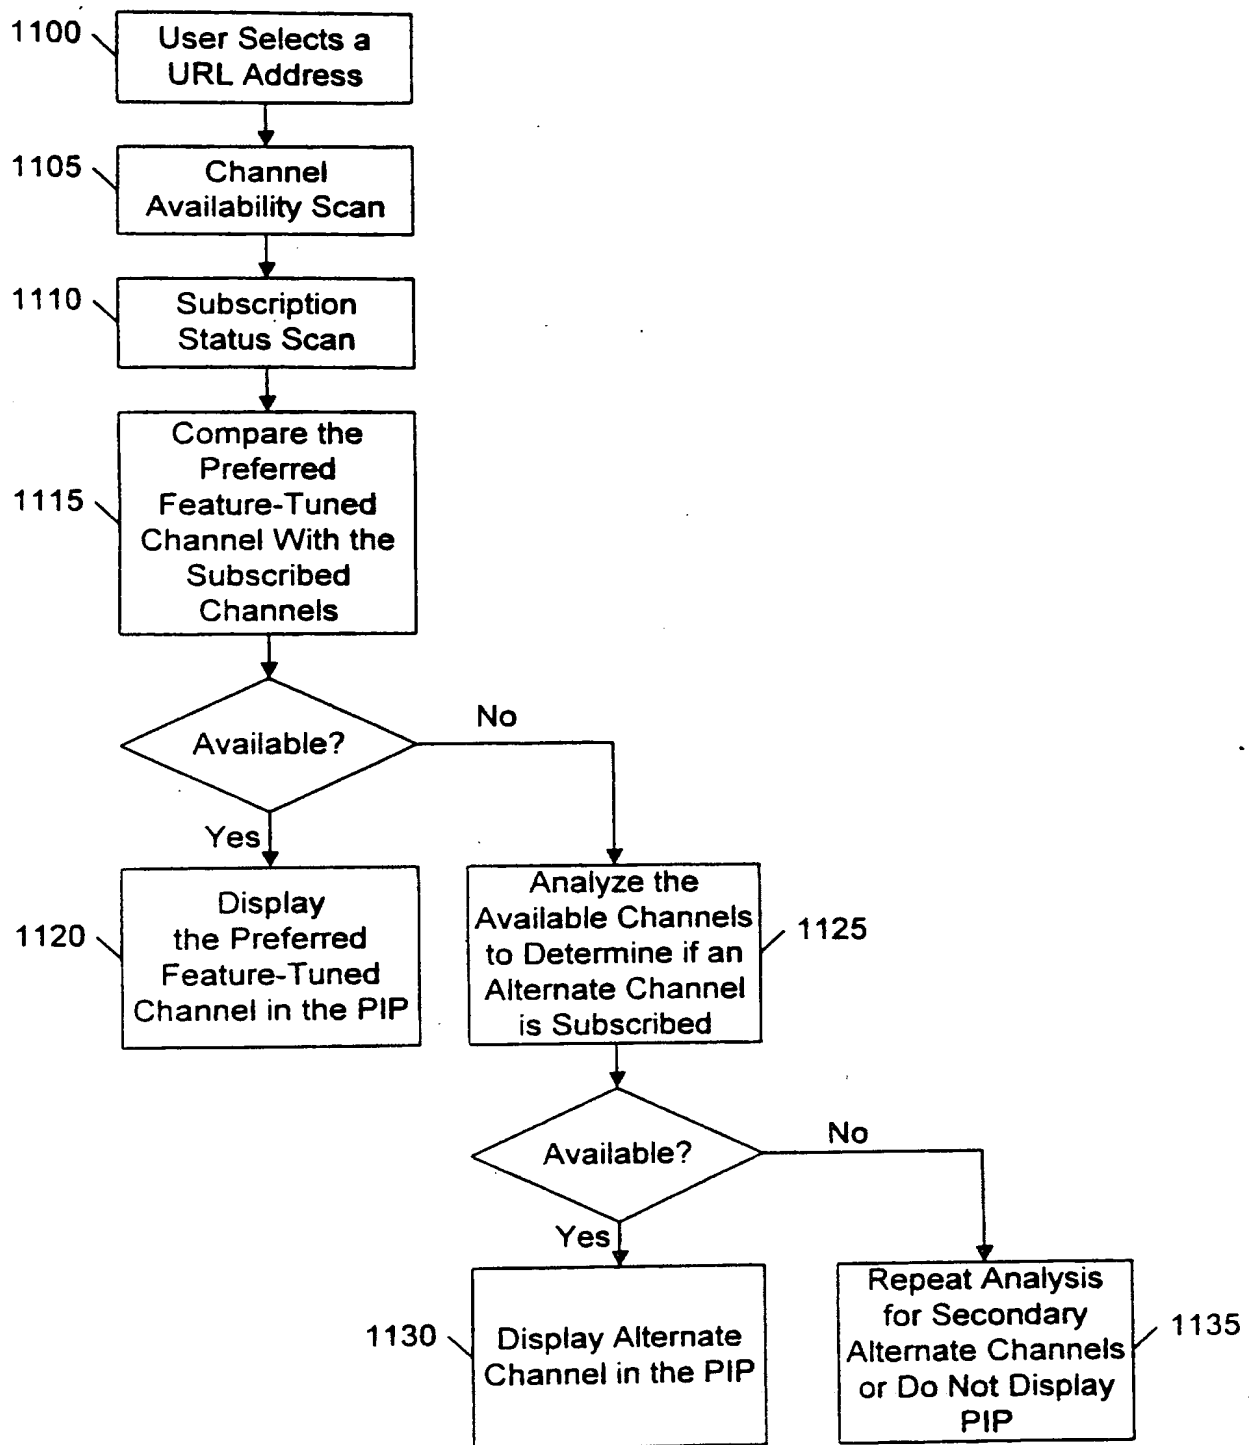 1100
User Selects a
URL Address
1105
Channel
Availability Scan
1110
Subscription
Status Scan
1115
Compare the
Preferred
Feature-Tuned
Channel With the
Subscribed
Channels
Available?
No
Yes
1120
Display
the Preferred
Feature-Tuned
Channel in the PIP
Analyze the
Available Channels
to Determine if an
Alternate Channel
is Subscribed
1125
Available?
No
Yes
1130
Display Alternate
Channel in the PIP
Repeat Analysis
for Secondary
Alternate Channels
or Do Not Display
PIP
1135